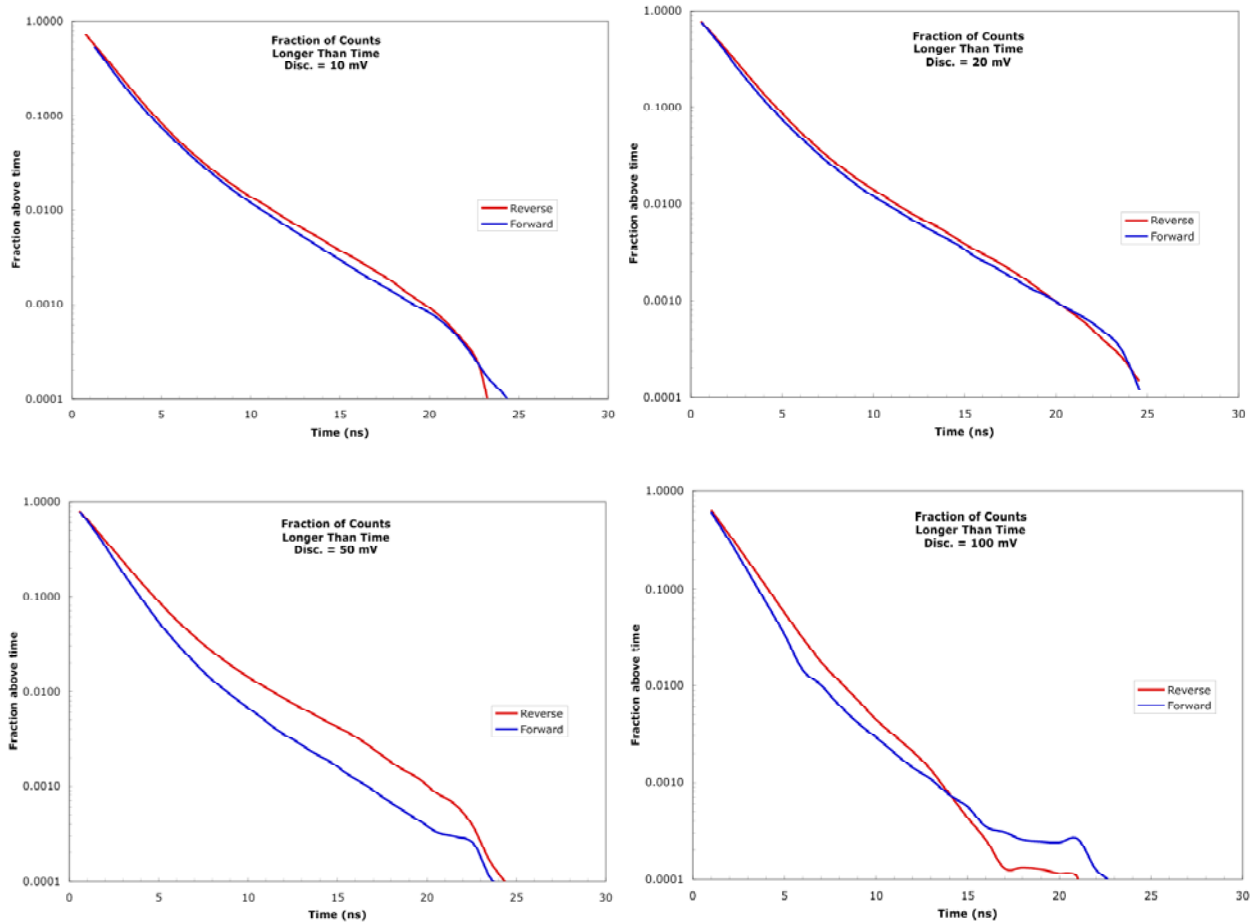 Fraction of Counts
Longer Than Time
Disc. = 10 mV
Fraction above time
1.0000
0.1000
0.0100
0.0010
0.0001
Reverse
Forward
0 5 10 15 20 25 30
Time (ns)
Fraction of Counts
Longer Than Time
Disc. = 20 mV
Fraction above time
1.0000
0.1000
0.0100
0.0010
0.0001
Reverse
Forward
0 5 10 15 20 25 30
Time (ns)
Fraction of Counts
Longer Than Time
Disc. = 50 mV
Fraction above time
1.0000
0.1000
0.0100
0.0010
0.0001
Reverse
Forward
0 5 10 15 20 25 30
Time (ns)
Fraction of Counts
Longer Than Time
Disc. = 100 mV
Fraction above time
1.0000
0.1000
0.0100
0.0010
0.0001
Reverse
Forward
0 5 10 15 20 25 30
Time (ns)